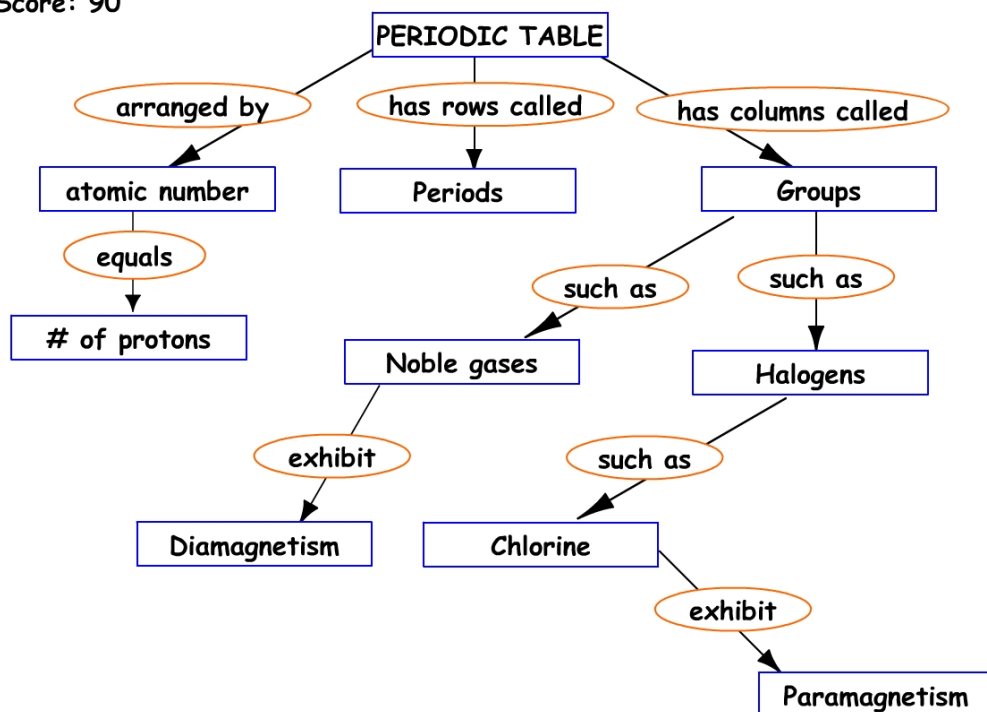 Score: 90
PERIODIC TABLE
arranged by
has rows called
has columns called
atomic number
Periods
Groups
equals
such as
such as
# of protons
Noble gases
Halogens
exhibit
such as
Diamagnetism
Chlorine
exhibit
Paramagnetism